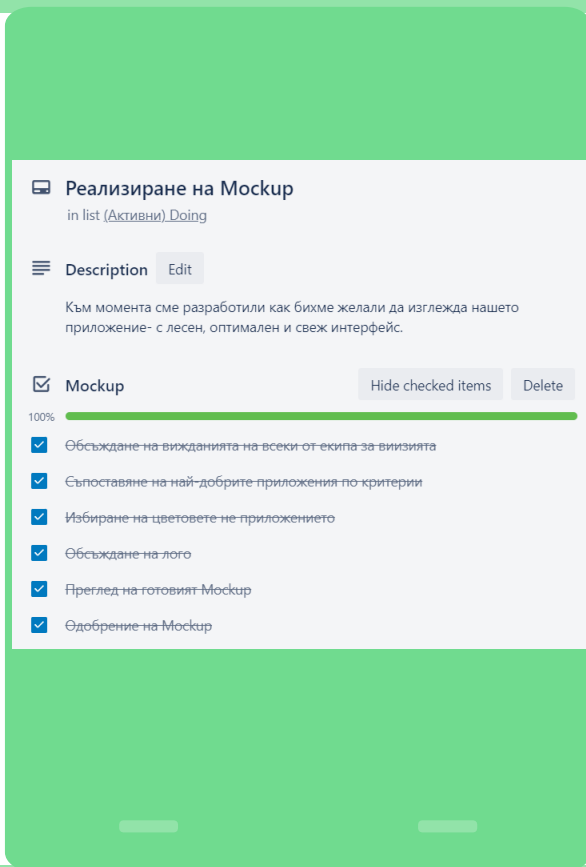 Реализиране на Mockup
in list (Активни) Doing
Description Edit
Към момента сме разработили как бихме желали да изглежда нашето
приложение- с лесен, оптимален и свеж интерфейс.
Mockup Hide checked items Delete
100%
Обсъждане на вижданията на всеки от екипа за виизията
Съпоставяне на най-добрите приложения по критерии
Избиране на цветовете не приложението
Обсъждане на лого
Преглед на готовият Mockup
Одобрение на Mockup